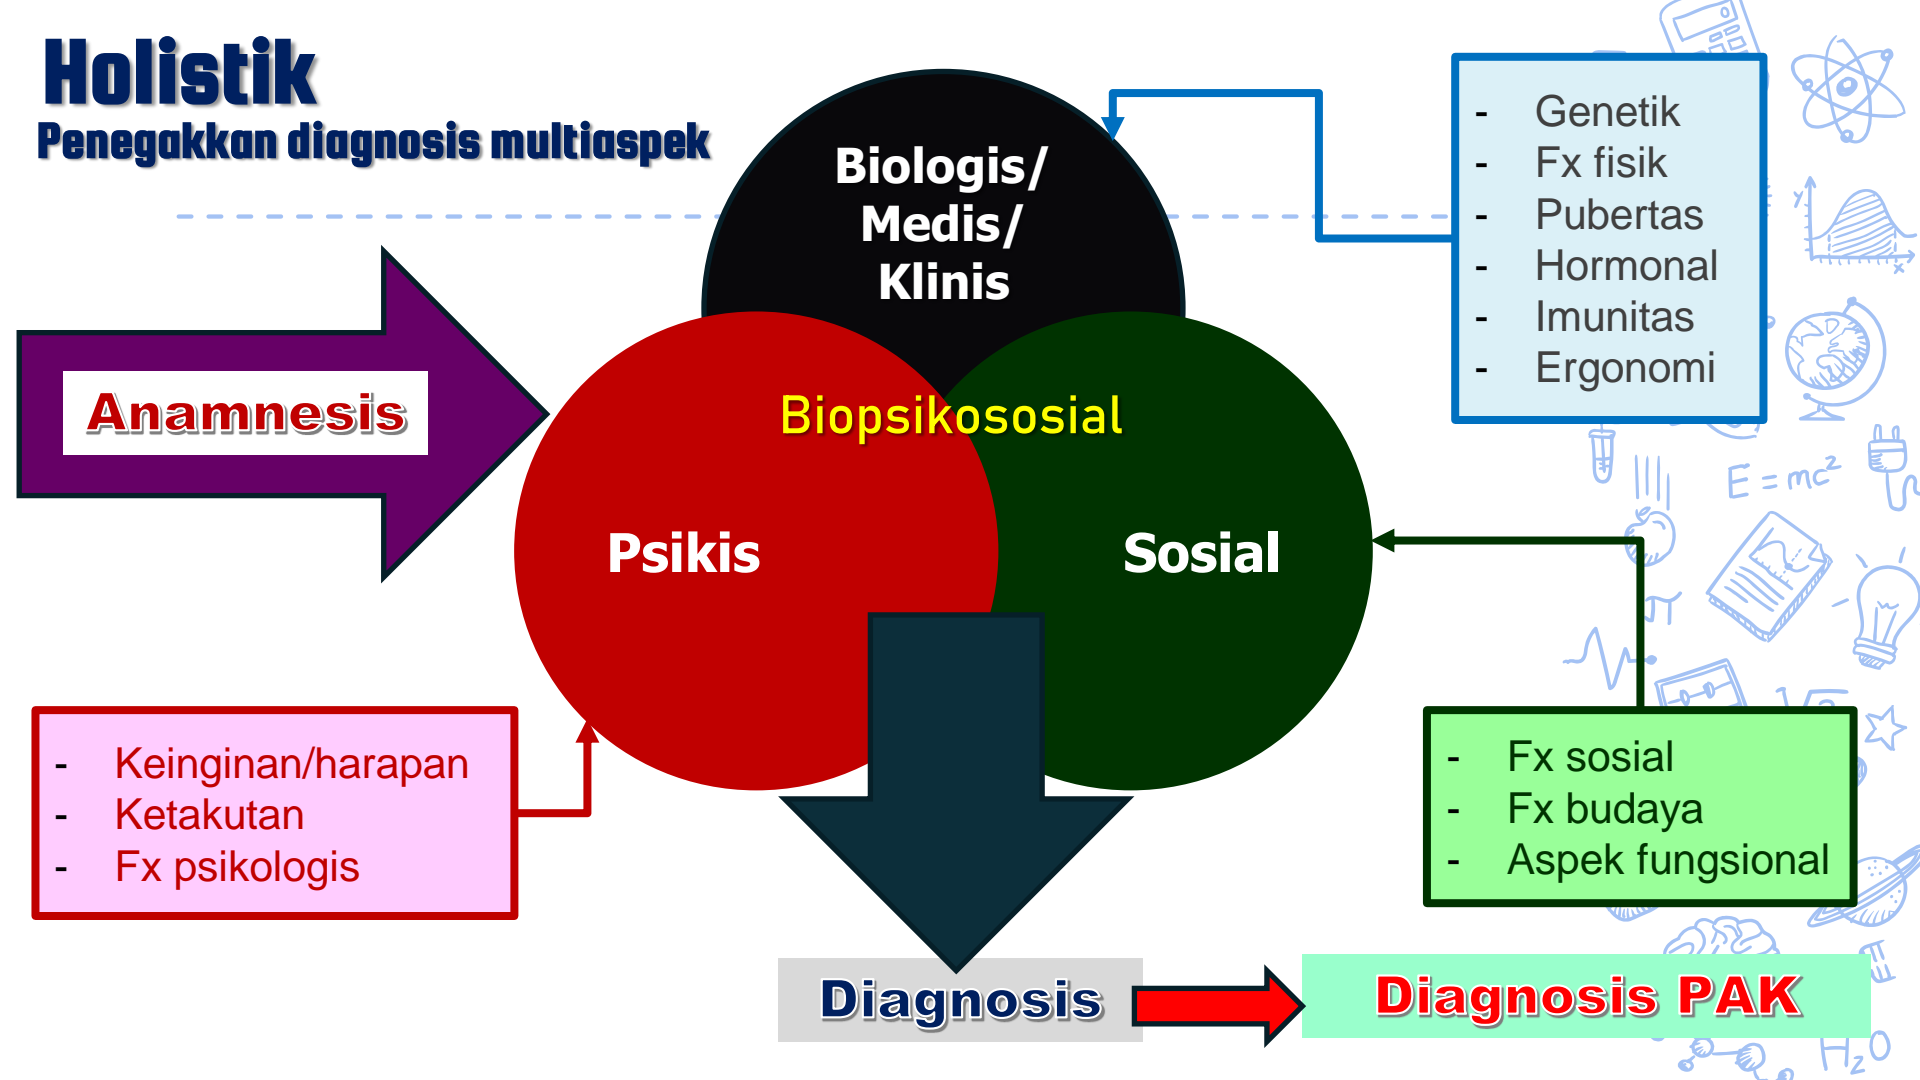 Holistik
Penegakkan diagnosis multiaspek
Biologis/
Medis/
Klinis
- Genetik
- Fx fisik
- Pubertas
- Hormonal
- Imunitas
- Ergonomi
Anamnesis
Biopsikososial
Psikis
Sosial
- Keinginan/harapan
- Ketakutan
- Fx psikologis
- Fx sosial
- Fx budaya
- Aspek fungsional
Diagnosis
Diagnosis PAK
y
x
E = mc²
π
H₂O